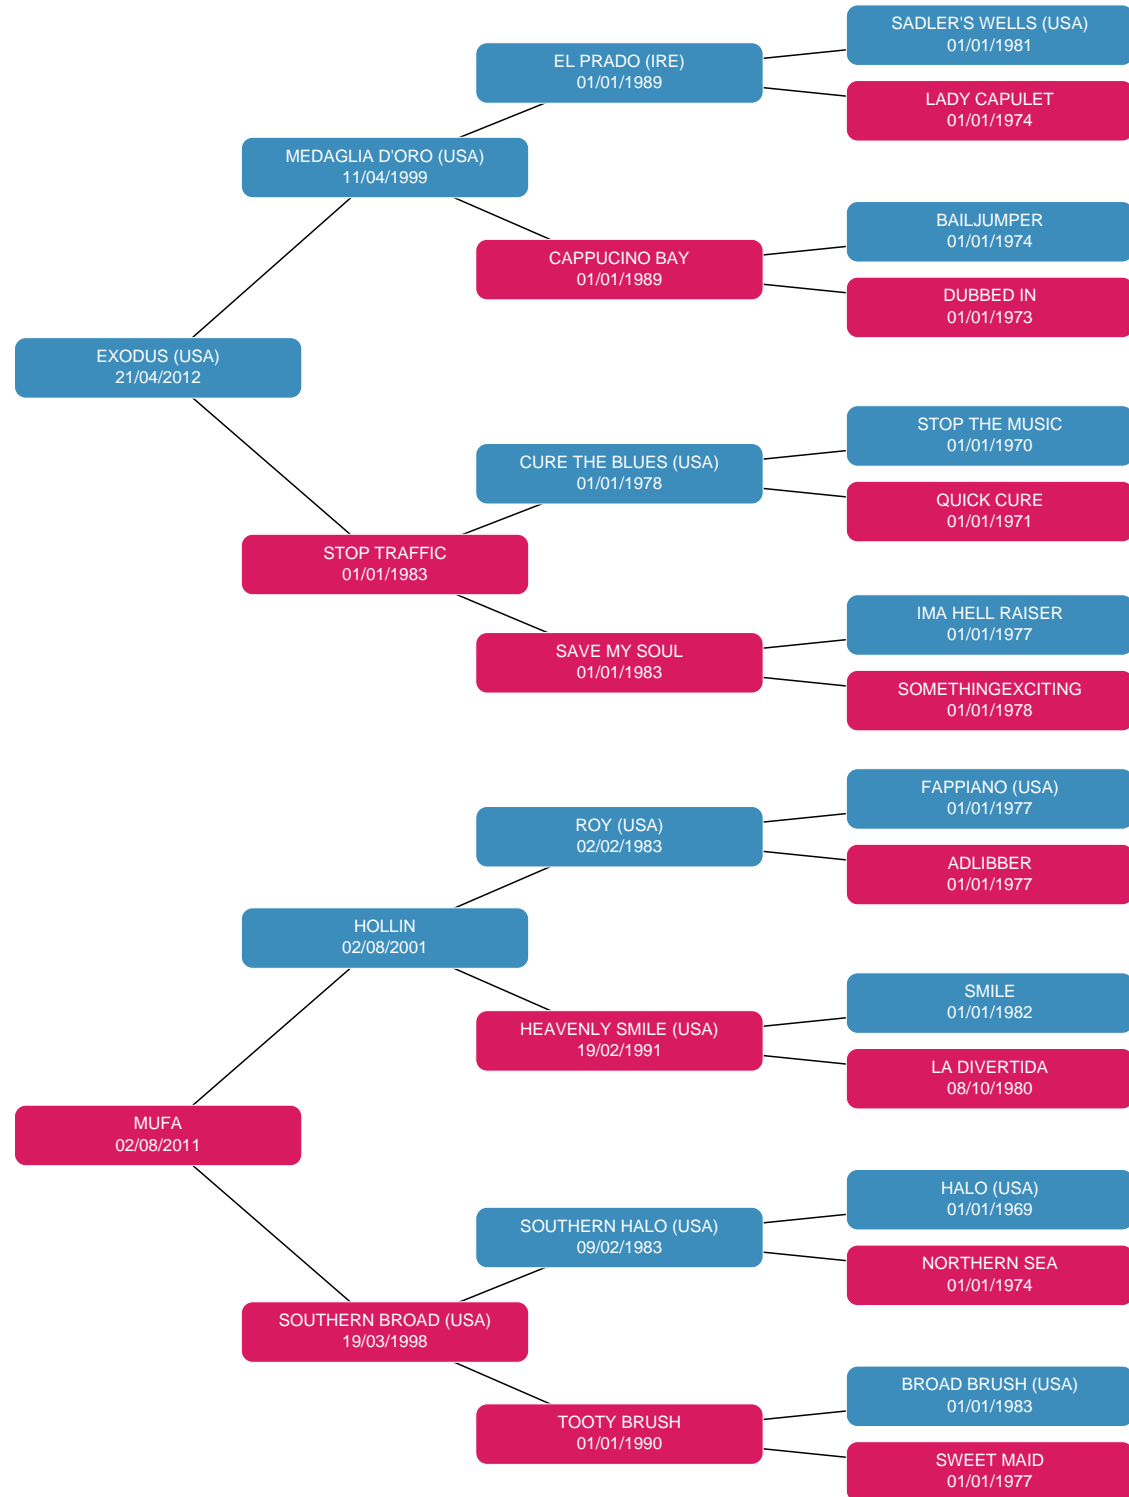 SADLER'S WELLS (USA)
01/01/1981
EL PRADO (IRE)
01/01/1989
LADY CAPULET
01/01/1974
MEDAGLIA D'ORO (USA)
11/04/1999
BAILJUMPER
01/01/1974
CAPPUCINO BAY
01/01/1989
DUBBED IN
01/01/1973
EXODUS (USA)
21/04/2012
STOP THE MUSIC
01/01/1970
CURE THE BLUES (USA)
01/01/1978
QUICK CURE
01/01/1971
STOP TRAFFIC
01/01/1983
IMA HELL RAISER
01/01/1977
SAVE MY SOUL
01/01/1983
SOMETHINGEXCITING
01/01/1978
FAPPIANO (USA)
01/01/1977
ROY (USA)
02/02/1983
ADLIBBER
01/01/1977
HOLLIN
02/08/2001
SMILE
01/01/1982
HEAVENLY SMILE (USA)
19/02/1991
LA DIVERTIDA
08/10/1980
MUFA
02/08/2011
HALO (USA)
01/01/1969
SOUTHERN HALO (USA)
09/02/1983
NORTHERN SEA
01/01/1974
SOUTHERN BROAD (USA)
19/03/1998
BROAD BRUSH (USA)
01/01/1983
TOOTY BRUSH
01/01/1990
SWEET MAID
01/01/1977